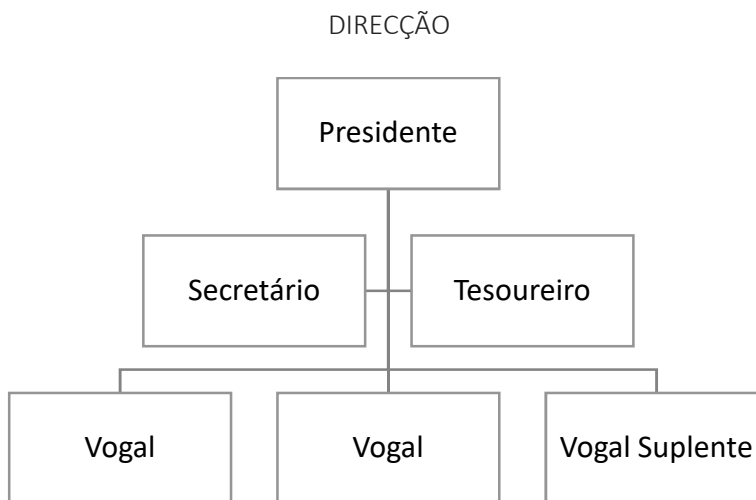 DIRECÇÃO
Presidente
Secretário
Tesoureiro
Vogal
Vogal
Vogal Suplente